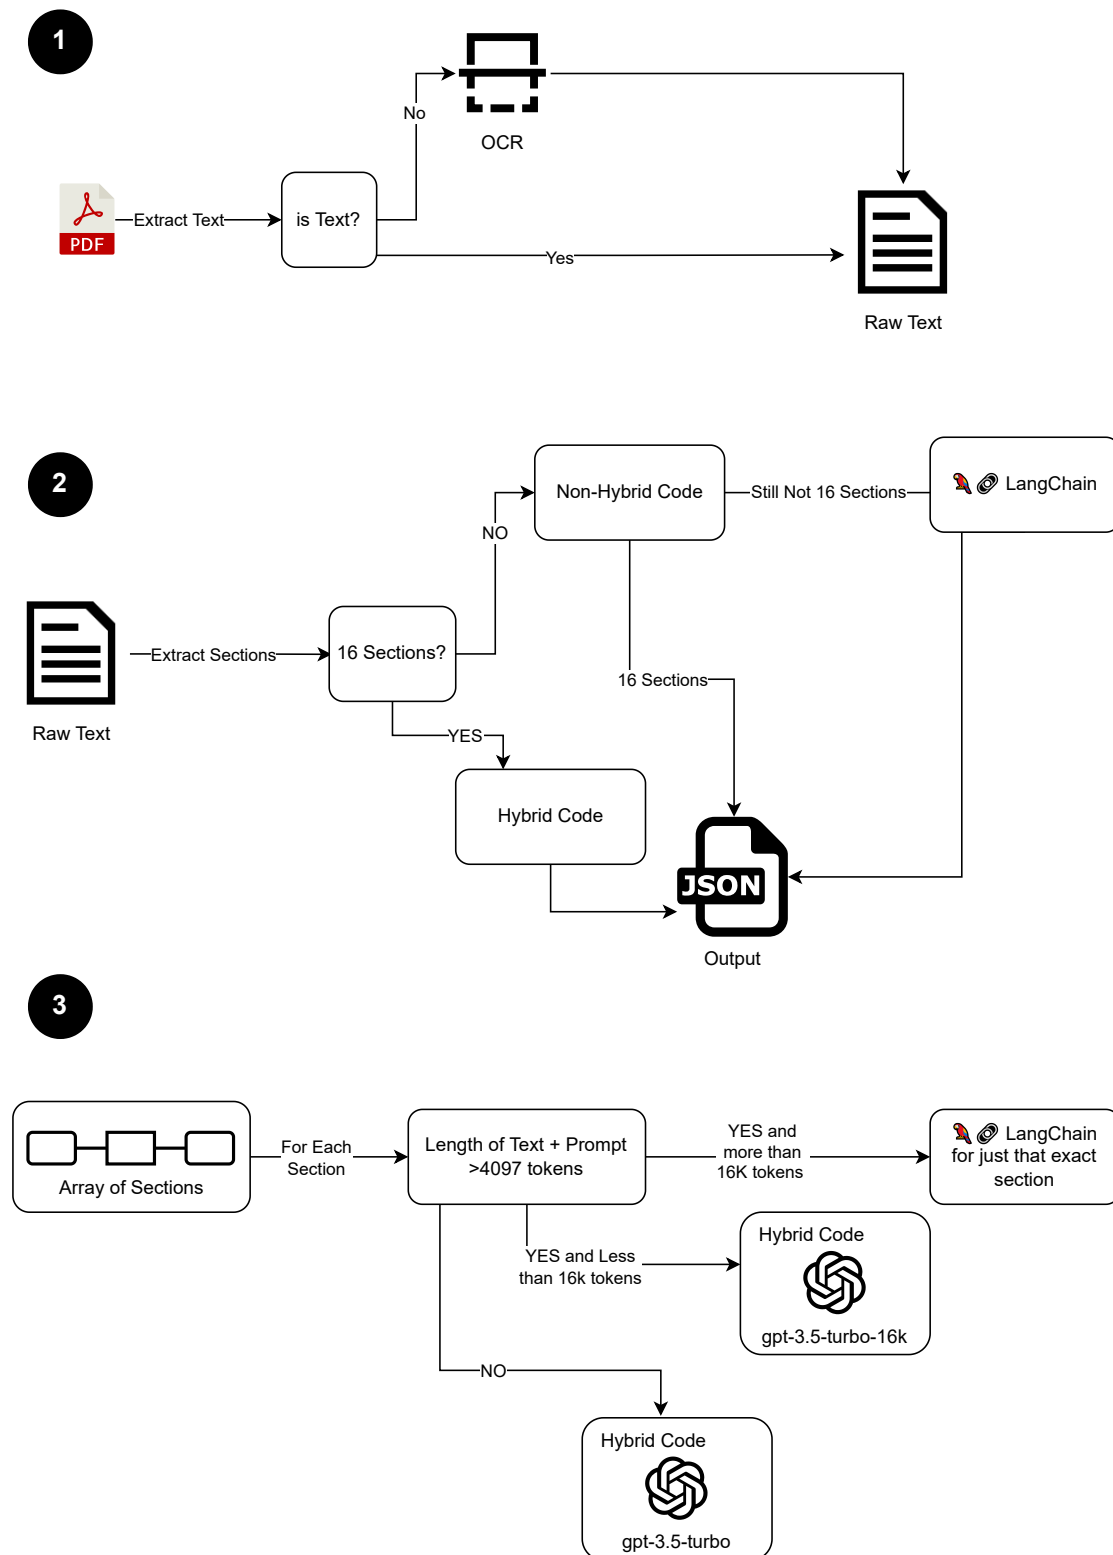 1
No
OCR
PDF
Extract Text
is Text?
Yes
Raw Text
2
Non-Hybrid Code
Still Not 16 Sections
LangChain
NO
Extract Sections
16 Sections?
Raw Text
16 Sections
YES
Hybrid Code
JSON
Output
3
Array of Sections
For Each
Section
Length of Text + Prompt
>4097 tokens
YES and
more than
16K tokens
LangChain
for just that exact
section
YES and Less
than 16k tokens
Hybrid Code
gpt-3.5-turbo-16k
NO
Hybrid Code
gpt-3.5-turbo